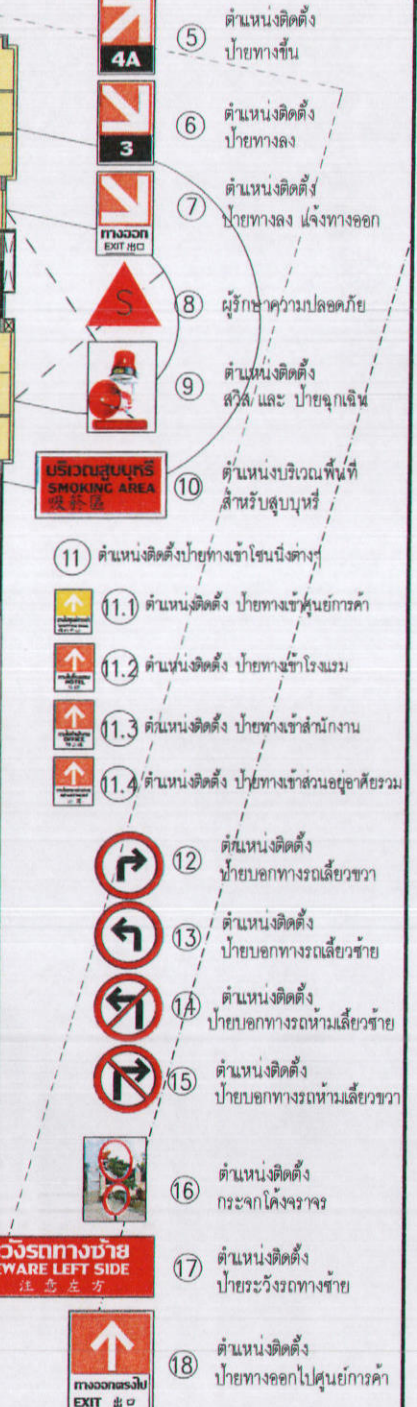 4A
5
ตำแหน่งติดตั้ง
ป้ายทางขึ้น
3
6
ตำแหน่งติดตั้ง
ป้ายทางลง
ทางออก
EXIT 出口
7
ตำแหน่งติดตั้ง
ป้ายทางลง แจ้งทางออก
S
8
ผู้รักษาความปลอดภัย
9
ตำแหน่งติดตั้ง
สวิส และ ป้ายฉุกเฉิน
บริเวณสูบบุหรี่
SMOKING AREA
吸菸區
10
ตำแหน่งบริเวณพื้นที่
สำหรับสูบบุหรี่
11 ตำแหน่งติดตั้งป้ายทางเข้าโซนนิ่งต่างๆ
11.1 ตำแหน่งติดตั้ง ป้ายทางเข้าศูนย์การค้า
HOTEL
11.2 ตำแหน่งติดตั้ง ป้ายทางเข้าโรงแรม
OFFICE
11.3 ตำแหน่งติดตั้ง ป้ายทางเข้าสำนักงาน
11.4 ตำแหน่งติดตั้ง ป้ายทางเข้าส่วนอยู่อาศัยรวม
12
ตำแหน่งติดตั้ง
ป้ายบอกทางรถเลี้ยวขวา
13
ตำแหน่งติดตั้ง
ป้ายบอกทางรถเลี้ยวซ้าย
14
ตำแหน่งติดตั้ง
ป้ายบอกทางรถห้ามเลี้ยวซ้าย
15
ตำแหน่งติดตั้ง
ป้ายบอกทางรถห้ามเลี้ยวขวา
16
ตำแหน่งติดตั้ง
กระจกโค้งจราจร
วังรถทางซ้าย
EWARE LEFT SIDE
注意左方
17
ตำแหน่งติดตั้ง
ป้ายระวังรถทางซ้าย
ทางออกตรงไป
EXIT 出口
18
ตำแหน่งติดตั้ง
ป้ายทางออกไปศูนย์การค้า